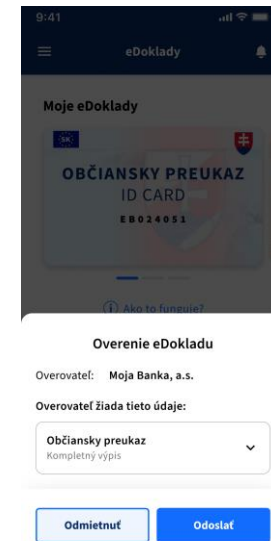 9:41
eDoklady
Moje eDoklady
SK
OBČIANSKY PREUKAZ
ID CARD
EB024051
Ako to funguje?
Overenie eDokladu
Overovateľ: Moja Banka, a.s.
Overovateľ žiada tieto údaje:
Občiansky preukaz
Kompletný výpis
Odmietnuť Odoslať